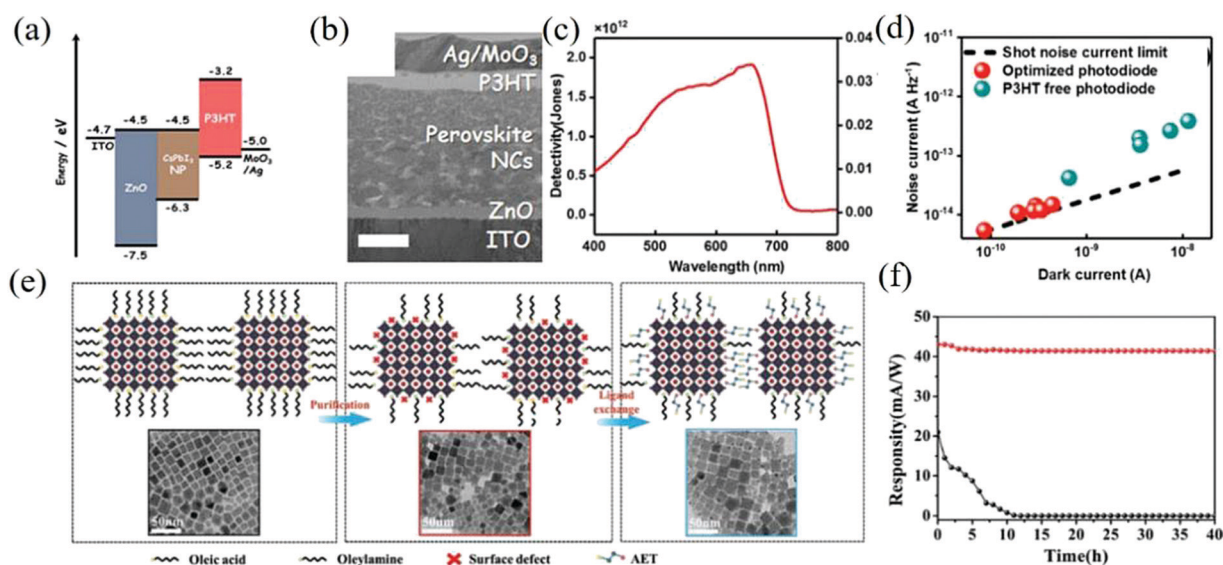 (a)
Energy / eV
-4.7
ITO
-4.5
ZnO
-7.5
-4.5
CsPbI₃
NP
-6.3
-3.2
P3HT
-5.2
-5.0
MoO₃
/Ag
(b)
Ag/MoO₃
P3HT
Perovskite
NCs
ZnO
ITO
(c)
×10¹²
2.0
1.5
1.0
0.5
0.0
Detectivity(Jones)
0.04
0.03
0.02
0.01
0.00
400 500 600 700 800
Wavelength (nm)
(d)
Noise current (A Hz⁻¹)
10⁻¹¹
10⁻¹²
10⁻¹³
10⁻¹⁴
Shot noise current limit
Optimized photodiode
P3HT free photodiode
10⁻¹⁰ 10⁻⁹ 10⁻⁸
Dark current (A)
(e)
Purification
Ligand
exchange
50nm
50nm
50nm
Oleic acid
Oleylamine
Surface defect
AET
(f)
Responsity(mA/W)
50
40
30
20
10
0
0 5 10 15 20 25 30 35 40
Time(h)